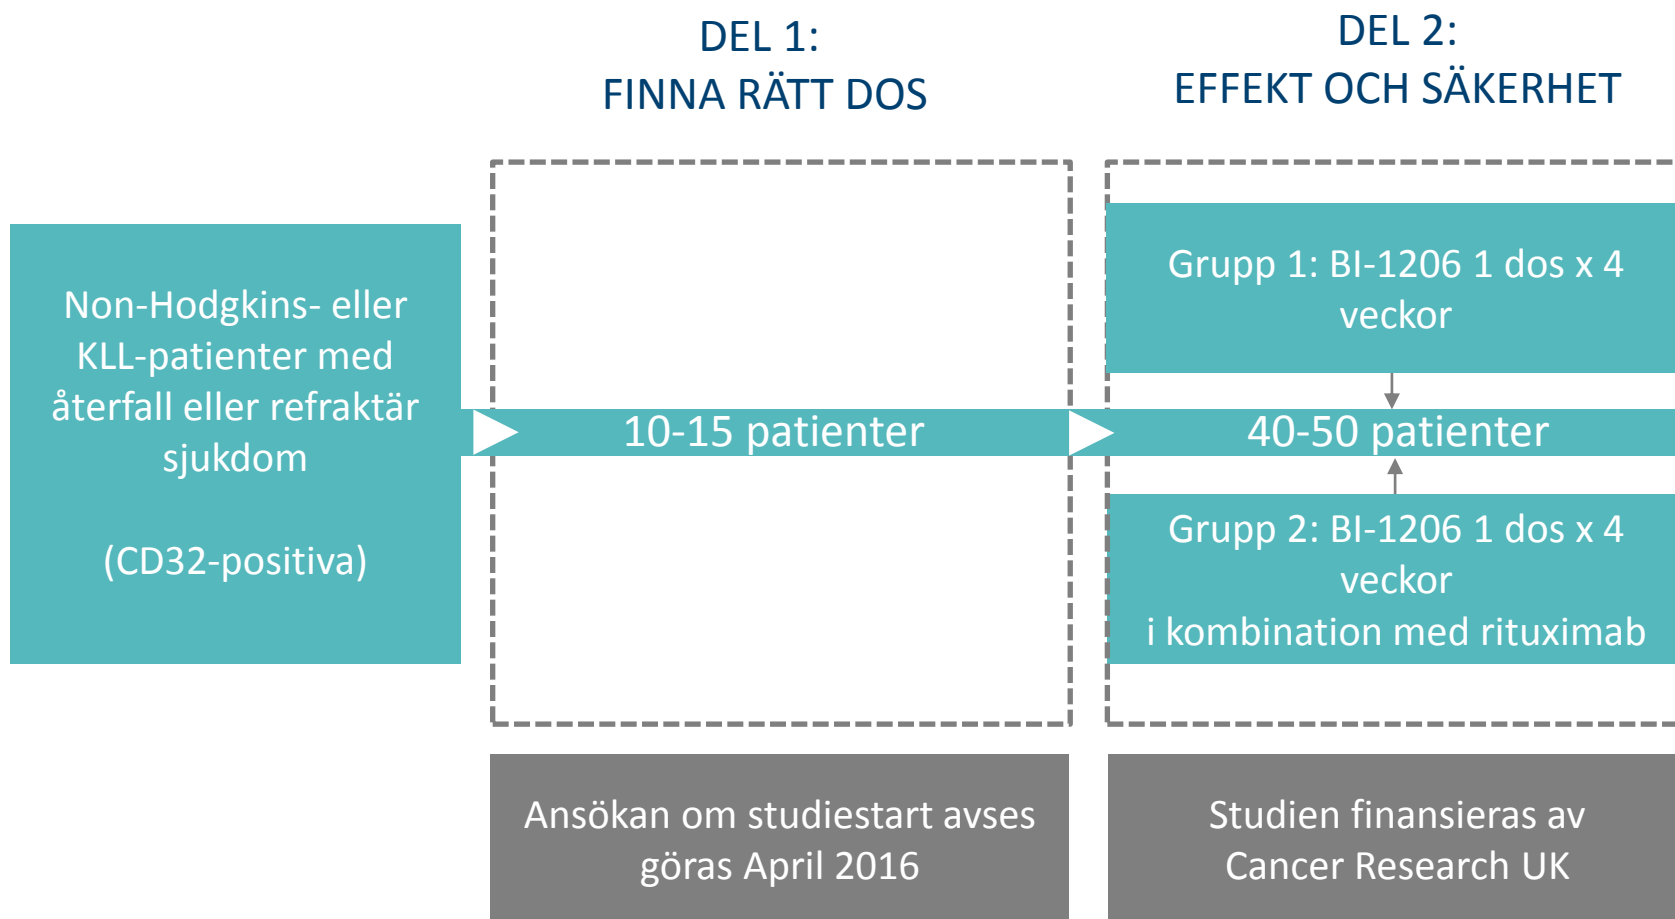 DEL 1:
FINNA RÄTT DOS
DEL 2:
EFFEKT OCH SÄKERHET
Non-Hodgkins- eller
KLL-patienter med
återfall eller refraktär
sjukdom
(CD32-positiva)
10-15 patienter
Grupp 1: BI-1206 1 dos x 4
veckor
40-50 patienter
Grupp 2: BI-1206 1 dos x 4
veckor
i kombination med rituximab
Ansökan om studiestart avses
göras April 2016
Studien finansieras av
Cancer Research UK